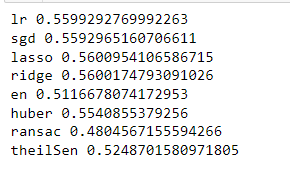 lr 0.5599292769992263
sgd 0.5592965160706611
lasso 0.5600954106586715
ridge 0.5600174793091026
en 0.5116678074172953
huber 0.5540855379256
ransac 0.4804567155594266
theilSen 0.5248701580971805